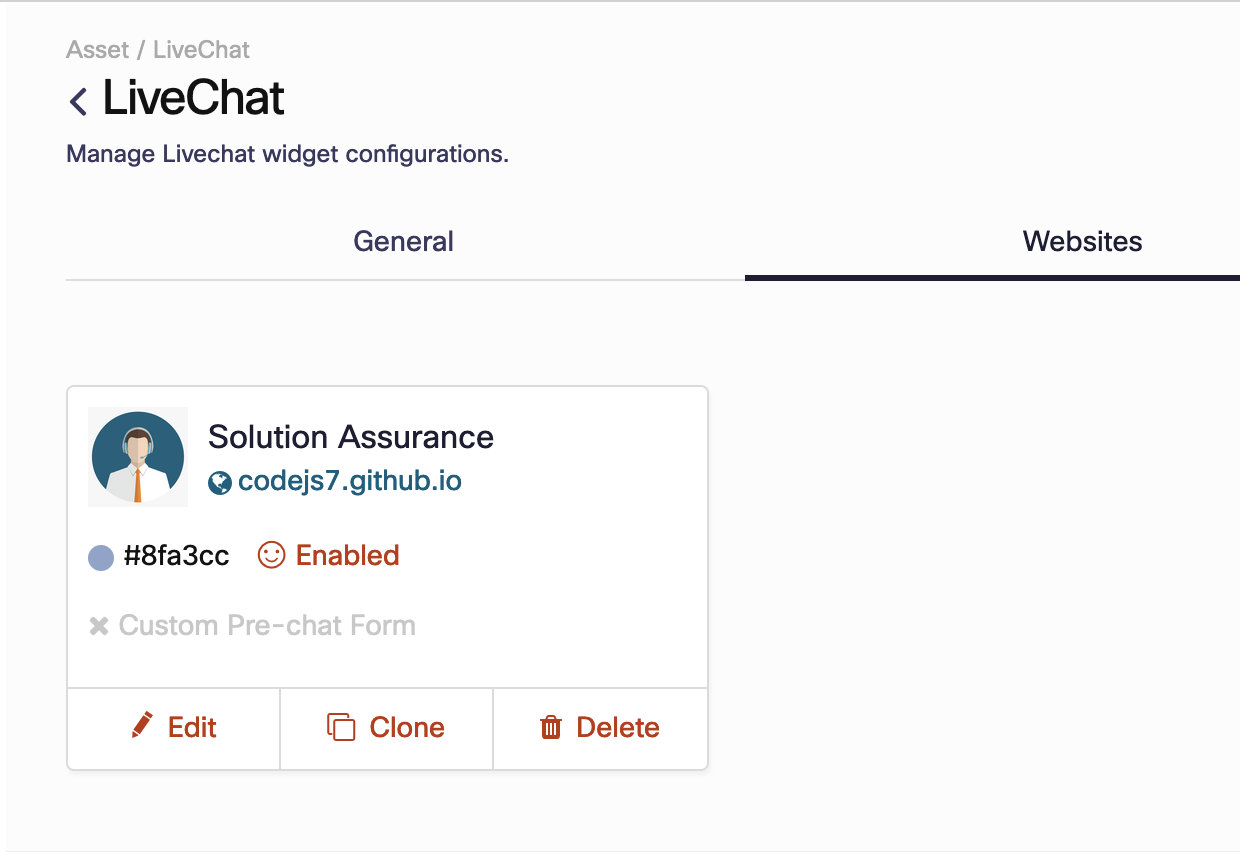 Asset / LiveChat
LiveChat
Manage Livechat widget configurations.
General
Websites
Solution Assurance
codejs7.github.io
#8fa3cc
Enabled
Custom Pre-chat Form
Edit
Clone
Delete